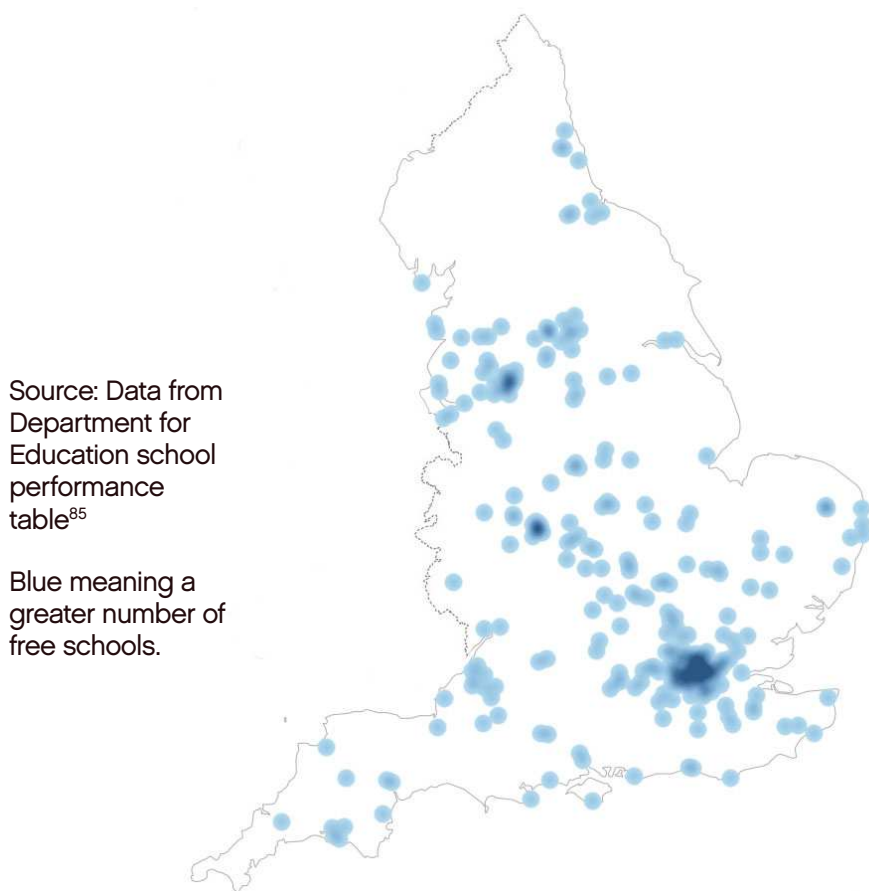 Source: Data from
Department for
Education school
performance
table⁸⁵
Blue meaning a
greater number of
free schools.